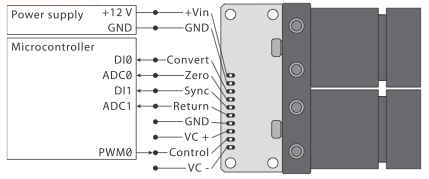 Power supply +12 V +Vin
GND GND
Microcontroller
DI0 Convert
ADC0 Zero
DI1 Sync
ADC1 Return
GND
VC +
PWM0 Control
VC -